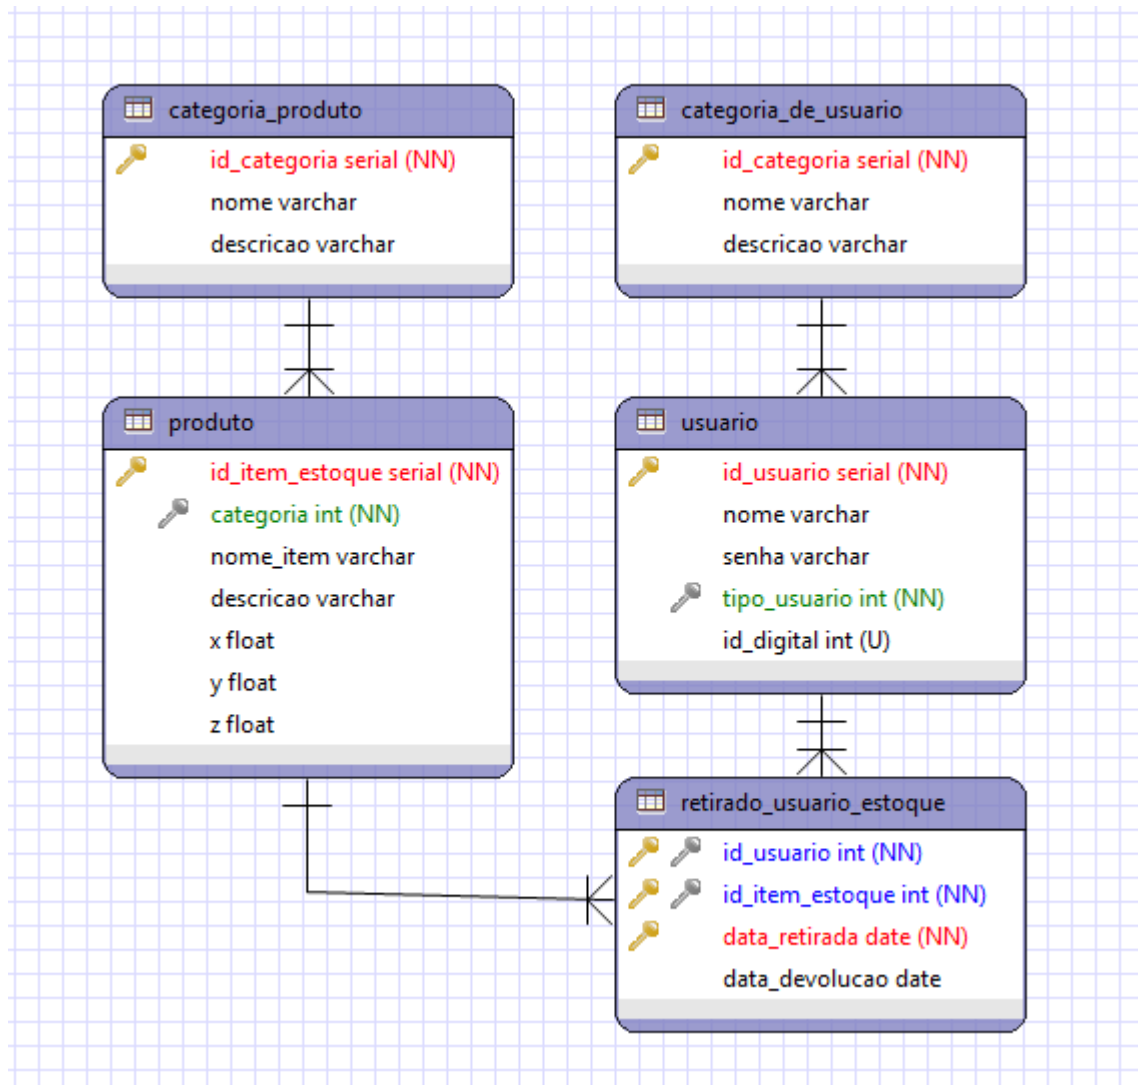 categoria_produto
id_categoria serial (NN)
nome varchar
descricao varchar
categoria_de_usuario
id_categoria serial (NN)
nome varchar
descricao varchar
produto
id_item_estoque serial (NN)
categoria int (NN)
nome_item varchar
descricao varchar
x float
y float
z float
usuario
id_usuario serial (NN)
nome varchar
senha varchar
tipo_usuario int (NN)
id_digital int (U)
retirado_usuario_estoque
id_usuario int (NN)
id_item_estoque int (NN)
data_retirada date (NN)
data_devolucao date